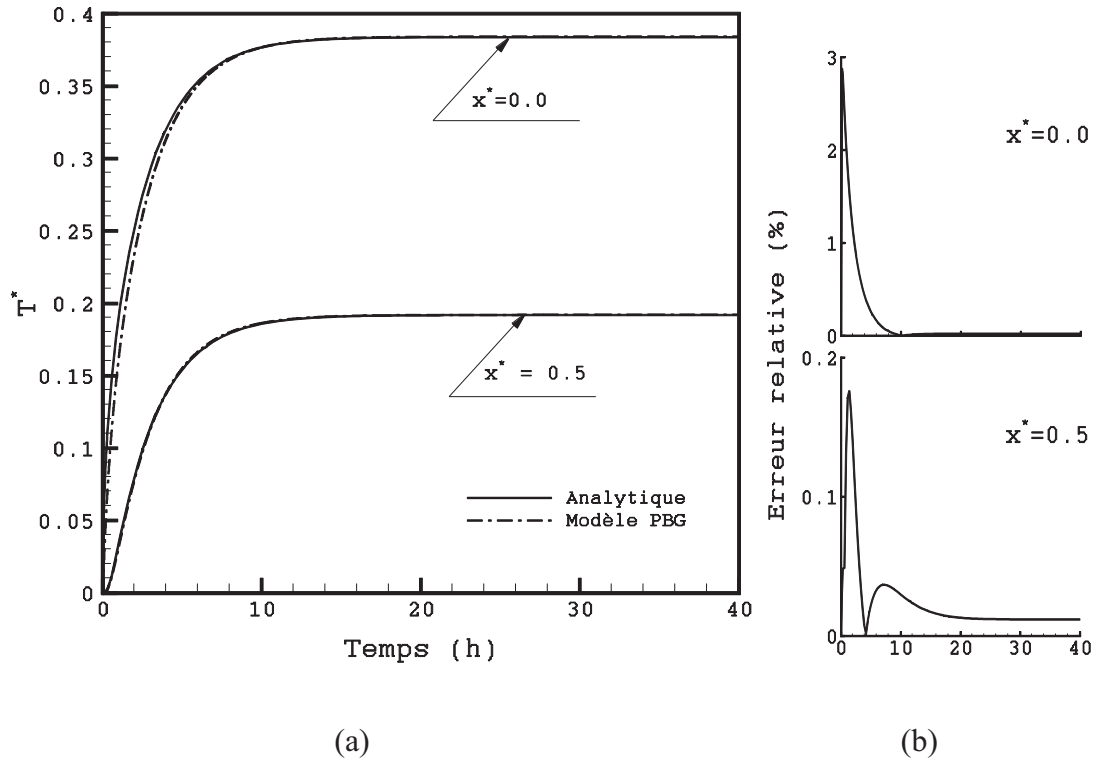 0.4
0.35
0.3
0.25
0.2
0.15
0.1
0.05
0
T*
x*=0.0
x* = 0.5
Analytique
Modèle PBG
0 10 20 30 40
Temps (h)
(a)
Erreur relative (%)
3
2
1
0
x*=0.0
0.2
0.1
0
x*=0.5
0 10 20 30 40
(b)